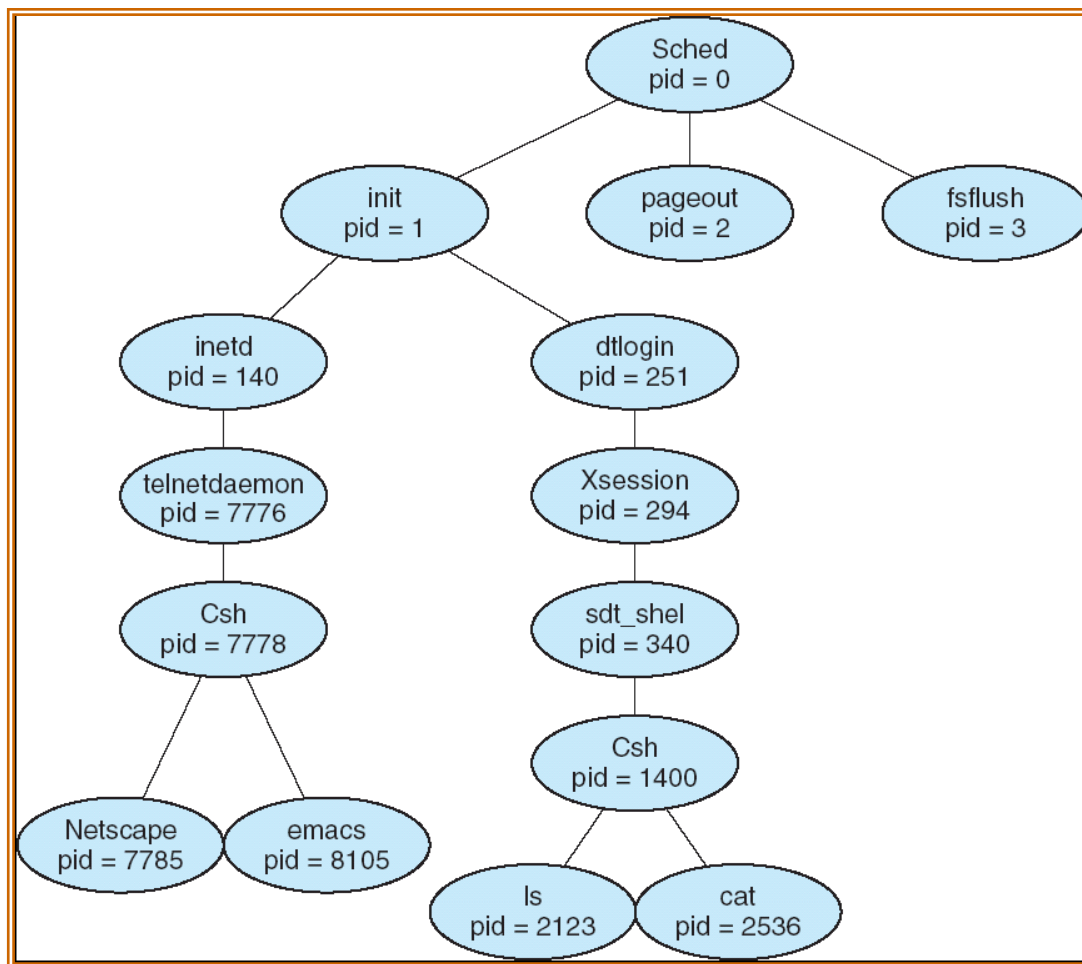 Sched
pid = 0
init
pid = 1
pageout
pid = 2
fsflush
pid = 3
inetd
pid = 140
dtlogin
pid = 251
telnetdaemon
pid = 7776
Xsession
pid = 294
Csh
pid = 7778
sdt_shel
pid = 340
Csh
pid = 1400
Netscape
pid = 7785
emacs
pid = 8105
ls
pid = 2123
cat
pid = 2536